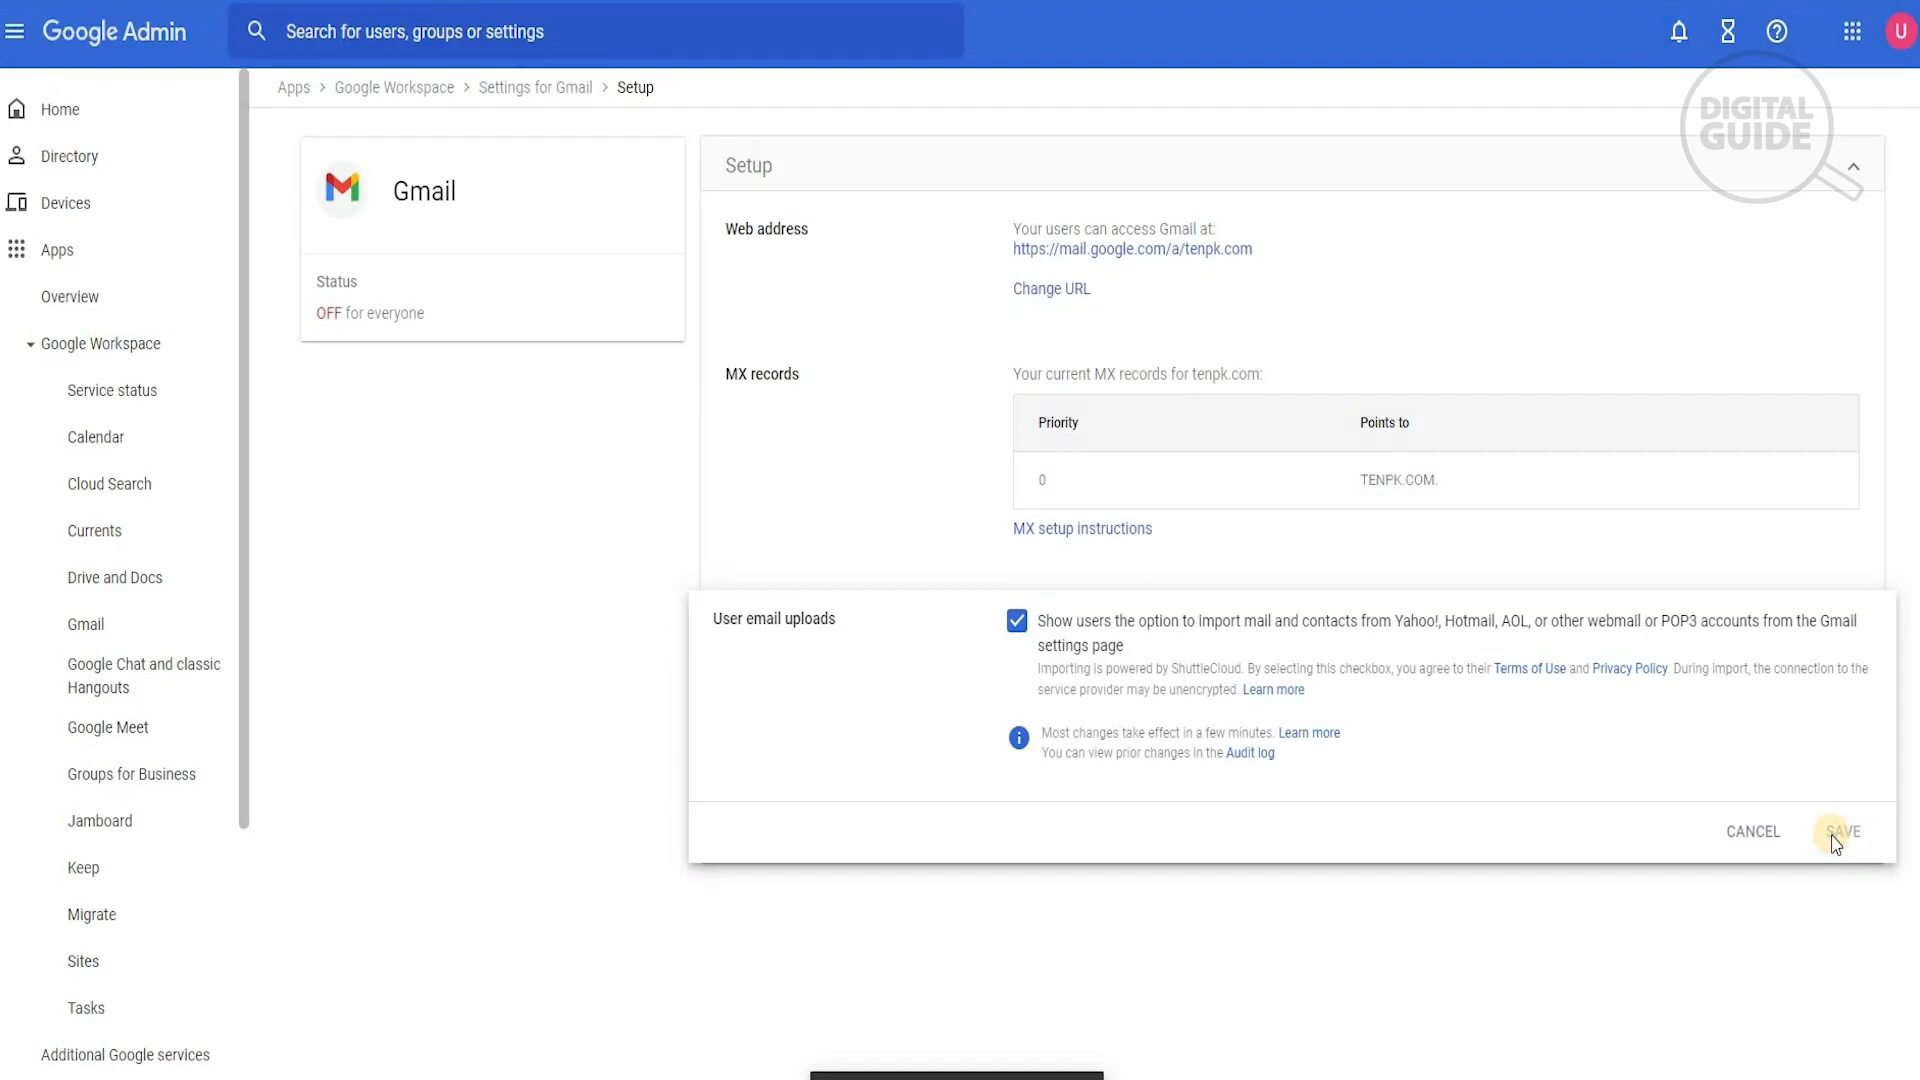 Google Admin
Search for users, groups or settings
U
DIGITAL
GUIDE
Home
Directory
Devices
Apps
Overview
Google Workspace
Service status
Calendar
Cloud Search
Currents
Drive and Docs
Gmail
Google Chat and classic
Hangouts
Google Meet
Groups for Business
Jamboard
Keep
Migrate
Sites
Tasks
Additional Google services
Apps > Google Workspace > Settings for Gmail > Setup
Gmail
Status
OFF for everyone
Setup
Web address
Your users can access Gmail at:
https://mail.google.com/a/tenpk.com
Change URL
MX records
Your current MX records for tenpk.com:
Priority Points to
0 TENPK.COM.
MX setup instructions
User email uploads
Show users the option to import mail and contacts from Yahoo!, Hotmail, AOL, or other webmail or POP3 accounts from the Gmail
settings page
Importing is powered by ShuttleCloud. By selecting this checkbox, you agree to their Terms of Use and Privacy Policy. During import, the connection to the
service provider may be unencrypted. Learn more
Most changes take effect in a few minutes. Learn more
You can view prior changes in the Audit log
CANCEL SAVE